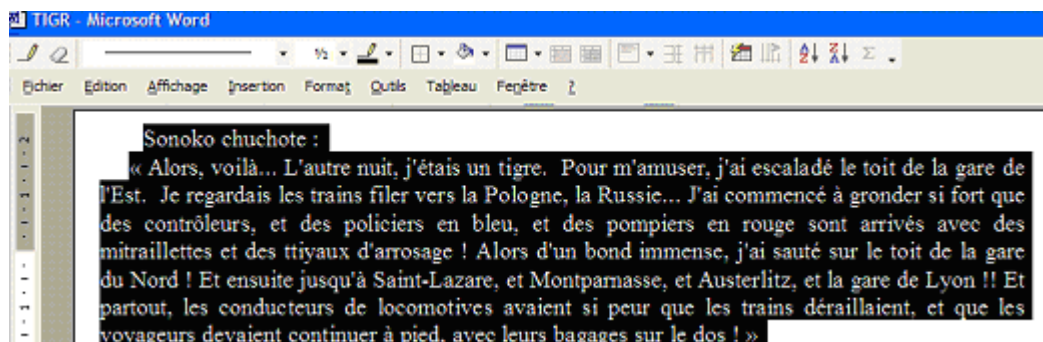 TIGR - Microsoft Word
½
Fichier Edition Affichage Insertion Format Outils Tableau Fenêtre ?
Sonoko chuchote :
« Alors, voilà... L'autre nuit, j'étais un tigre. Pour m'amuser, j'ai escaladé le toit de la gare de
l'Est. Je regardais les trains filer vers la Pologne, la Russie... J'ai commencé à gronder si fort que
des contrôleurs, et des policiers en bleu, et des pompiers en rouge sont arrivés avec des
mitraillettes et des ttiyaux d'arrosage ! Alors d'un bond immense, j'ai sauté sur le toit de la gare
du Nord ! Et ensuite jusqu'à Saint-Lazare, et Montparnasse, et Austerlitz, et la gare de Lyon !! Et
partout, les conducteurs de locomotives avaient si peur que les trains déraillaient, et que les
voyageurs devaient continuer à pied, avec leurs bagages sur le dos ! »